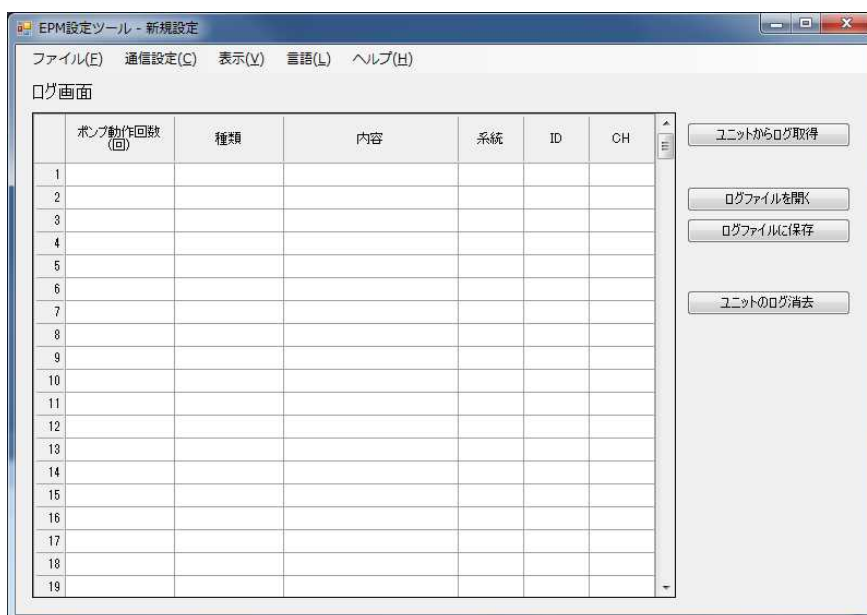 EPM設定ツール - 新規設定
ファイル(F) 通信設定(C) 表示(V) 言語(L) ヘルプ(H)
ログ画面
ポンプ動作回数
(回)
種類
内容
系統
ID
CH
ユニットからログ取得
ログファイルを開く
ログファイルに保存
ユニットのログ消去
1
2
3
4
5
6
7
8
9
10
11
12
13
14
15
16
17
18
19